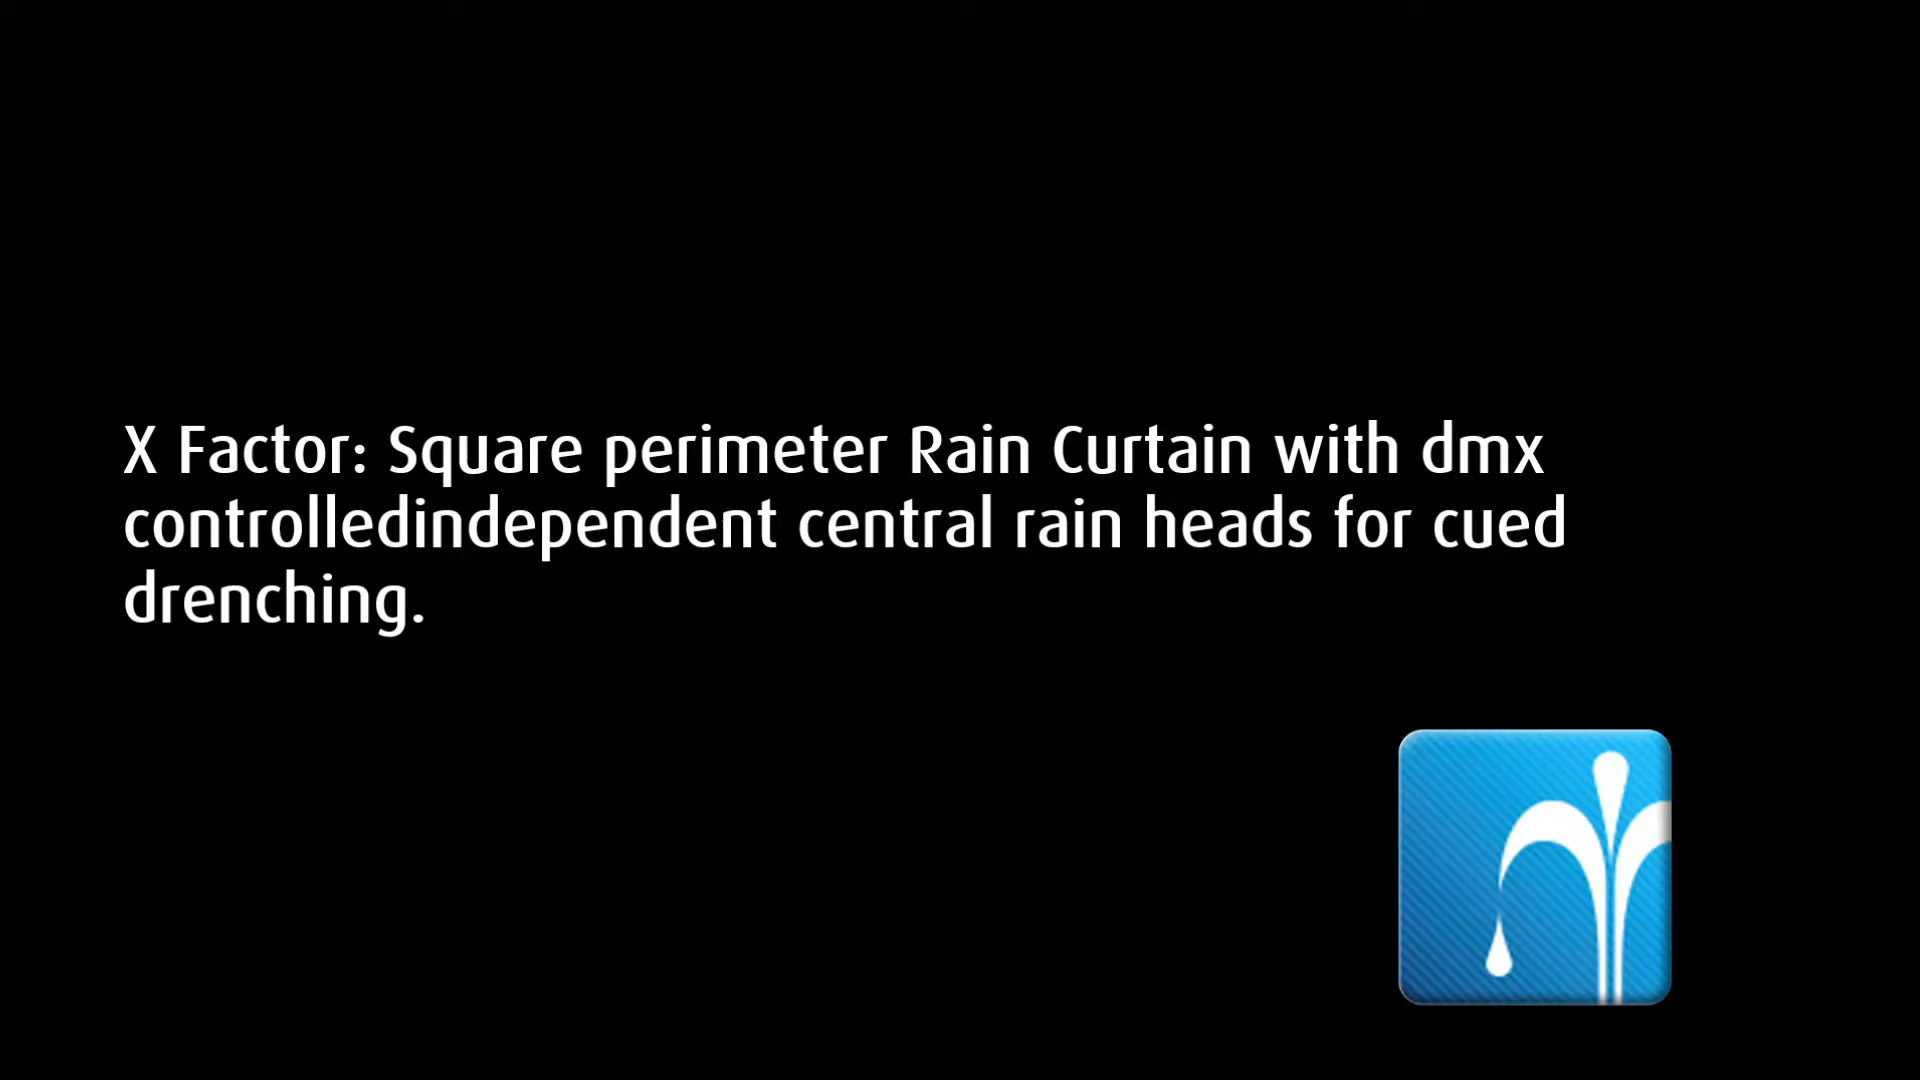 X Factor: Square perimeter Rain Curtain with dmx
controlledindependent central rain heads for cued
drenching.